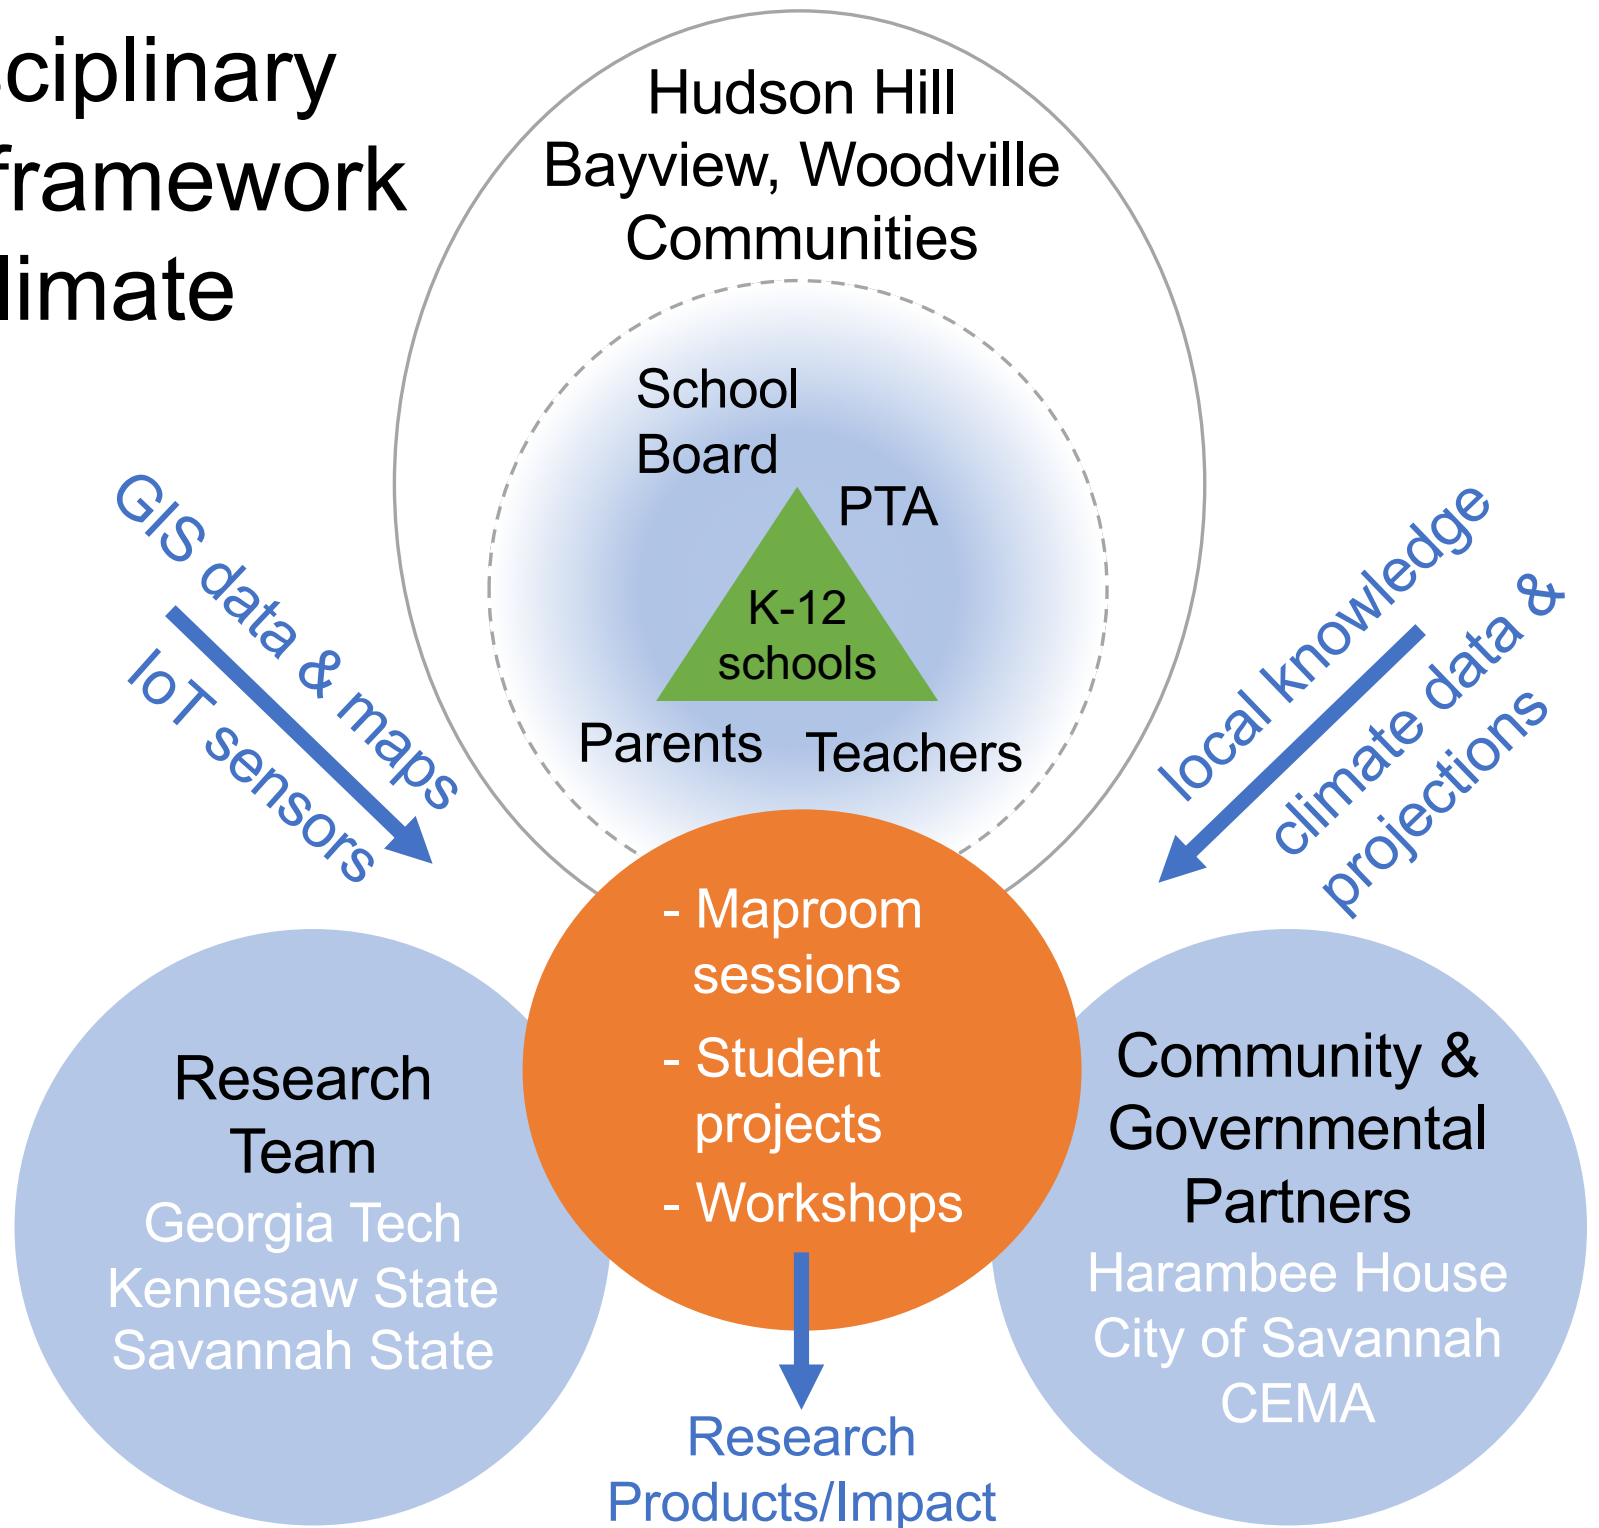 sciplinary
framework
limate
Hudson Hill
Bayview, Woodville
Communities
School
Board
PTA
K-12
schools
Parents
Teachers
GIS data & maps
IoT sensors
local knowledge
climate data &
projections
- Maproom
sessions
- Student
projects
- Workshops
Research
Team
Georgia Tech
Kennesaw State
Savannah State
Community &
Governmental
Partners
Harambee House
City of Savannah
CEMA
Research
Products/Impact